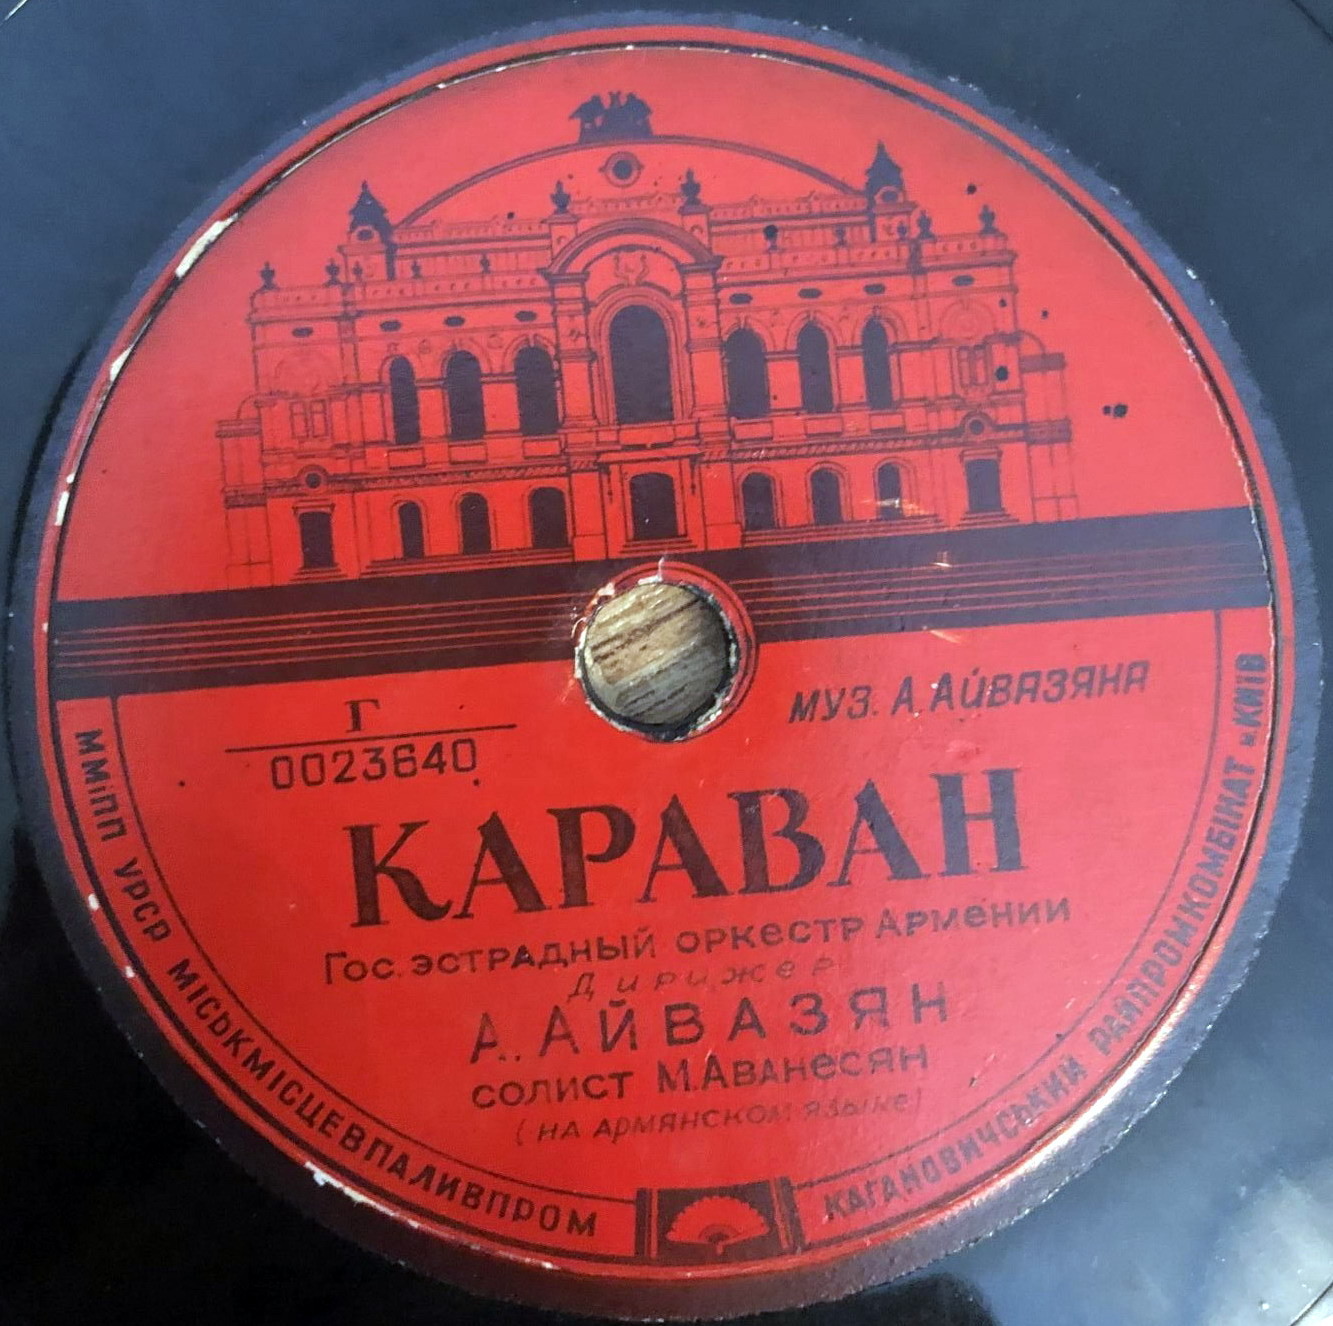 Г
0023640
МУЗ. А. АЙВАЗЯНА
КАРАВАН
Гос. эстрадный оркестр Армении
Дирижер
А. АЙВАЗЯН
солист М. Аванесян
(на армянском языке)
ММіПП УРСР МІСЬКМІСЦЕВПАЛИВПРОМ
КАГАНОВИЧСЬКИЙ РАЙПРОМКОМБІНАТ м. КИЇВ